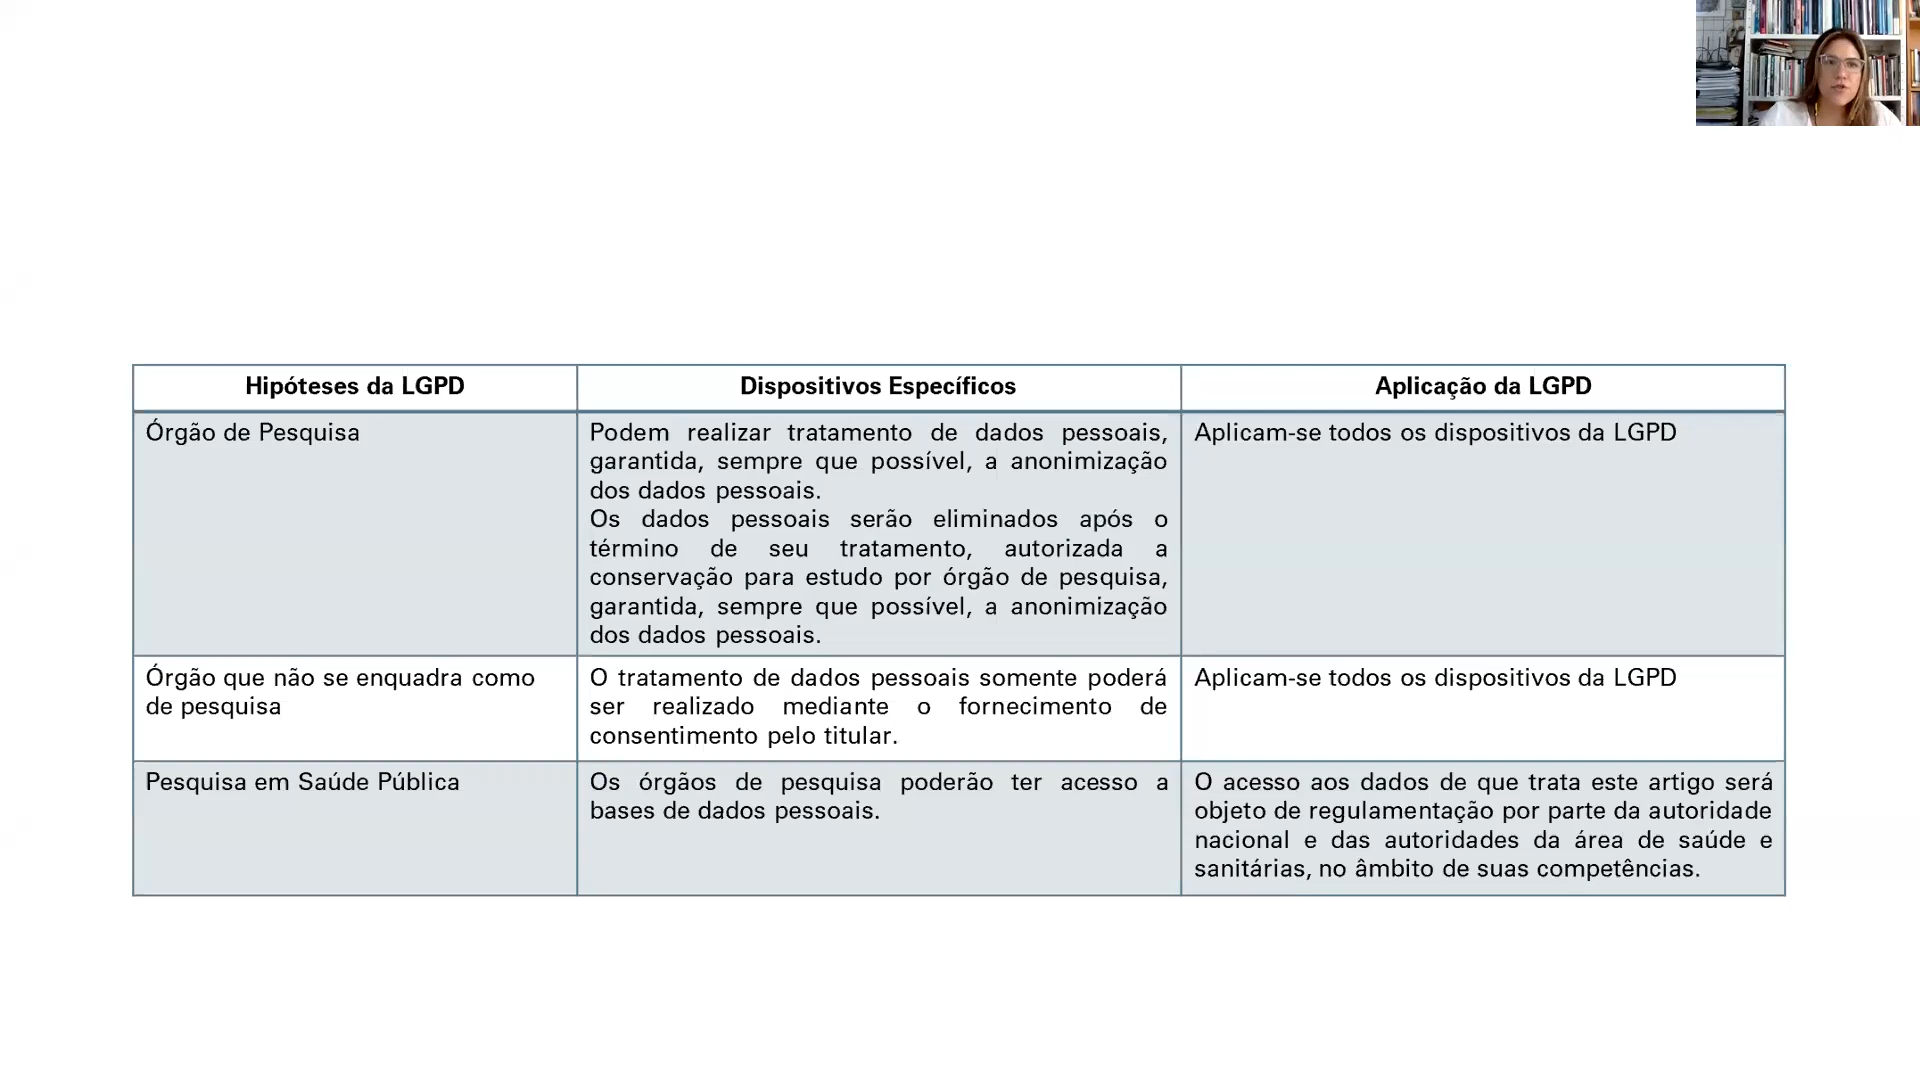 Hipóteses da LGPD
Dispositivos Específicos
Aplicação da LGPD
Órgão de Pesquisa
Podem realizar tratamento de dados pessoais,
garantida, sempre que possível, a anonimização
dos dados pessoais.
Os dados pessoais serão eliminados após o
término de seu tratamento, autorizada a
conservação para estudo por órgão de pesquisa,
garantida, sempre que possível, a anonimização
dos dados pessoais.
Aplicam-se todos os dispositivos da LGPD
Órgão que não se enquadra como
de pesquisa
O tratamento de dados pessoais somente poderá
ser realizado mediante o fornecimento de
consentimento pelo titular.
Aplicam-se todos os dispositivos da LGPD
Pesquisa em Saúde Pública
Os órgãos de pesquisa poderão ter acesso a
bases de dados pessoais.
O acesso aos dados de que trata este artigo será
objeto de regulamentação por parte da autoridade
nacional e das autoridades da área de saúde e
sanitárias, no âmbito de suas competências.